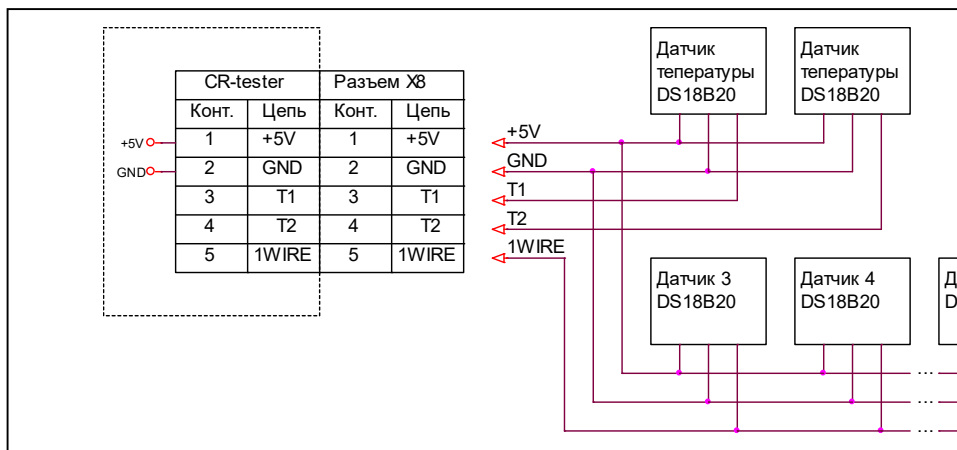 CR-tester Разъем X8
Конт. Цепь Конт. Цепь
+5V 1 +5V 1 +5V
GND 2 GND 2 GND
3 T1 3 T1
4 T2 4 T2
5 1WIRE 5 1WIRE
+5V
GND
T1
T2
1WIRE
Датчик
тепературы
DS18B20
Датчик
тепературы
DS18B20
Датчик 3
DS18B20
Датчик 4
DS18B20
Д
D
...
...
...